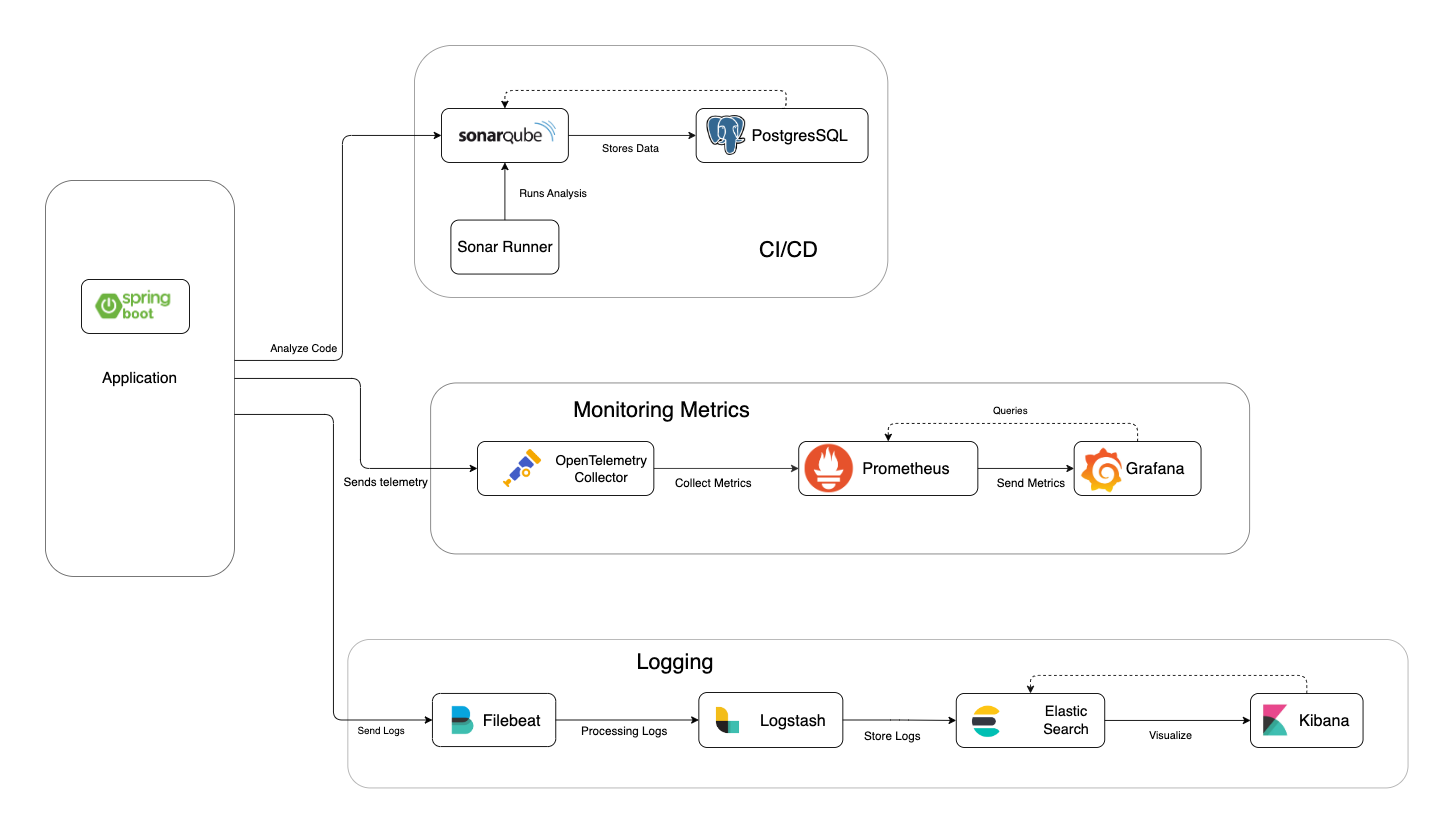 sonarqube
PostgresSQL
Stores Data
Runs Analysis
Sonar Runner
CI/CD
spring
boot
Application
Analyze Code
Monitoring Metrics
Queries
OpenTelemetry
Collector
Prometheus
Grafana
Sends telemetry
Collect Metrics
Send Metrics
Logging
Filebeat
Logstash
Elastic
Search
Kibana
Send Logs
Processing Logs
Store Logs
Visualize